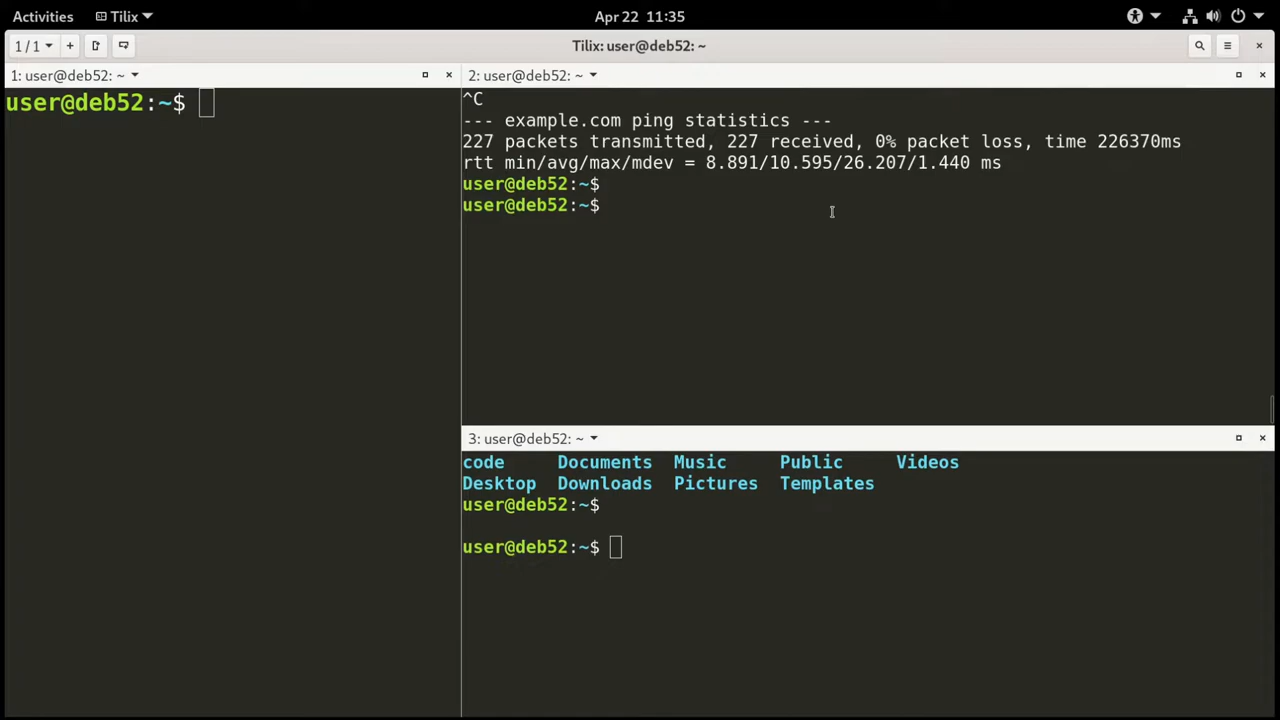 Activities Tilix Apr 22 11:35
1 / 1 + Tilix: user@deb52: ~
1: user@deb52: ~
user@deb52:~$
2: user@deb52: ~
^C
--- example.com ping statistics ---
227 packets transmitted, 227 received, 0% packet loss, time 226370ms
rtt min/avg/max/mdev = 8.891/10.595/26.207/1.440 ms
user@deb52:~$
user@deb52:~$
3: user@deb52: ~
code Documents Music Public Videos
Desktop Downloads Pictures Templates
user@deb52:~$
user@deb52:~$